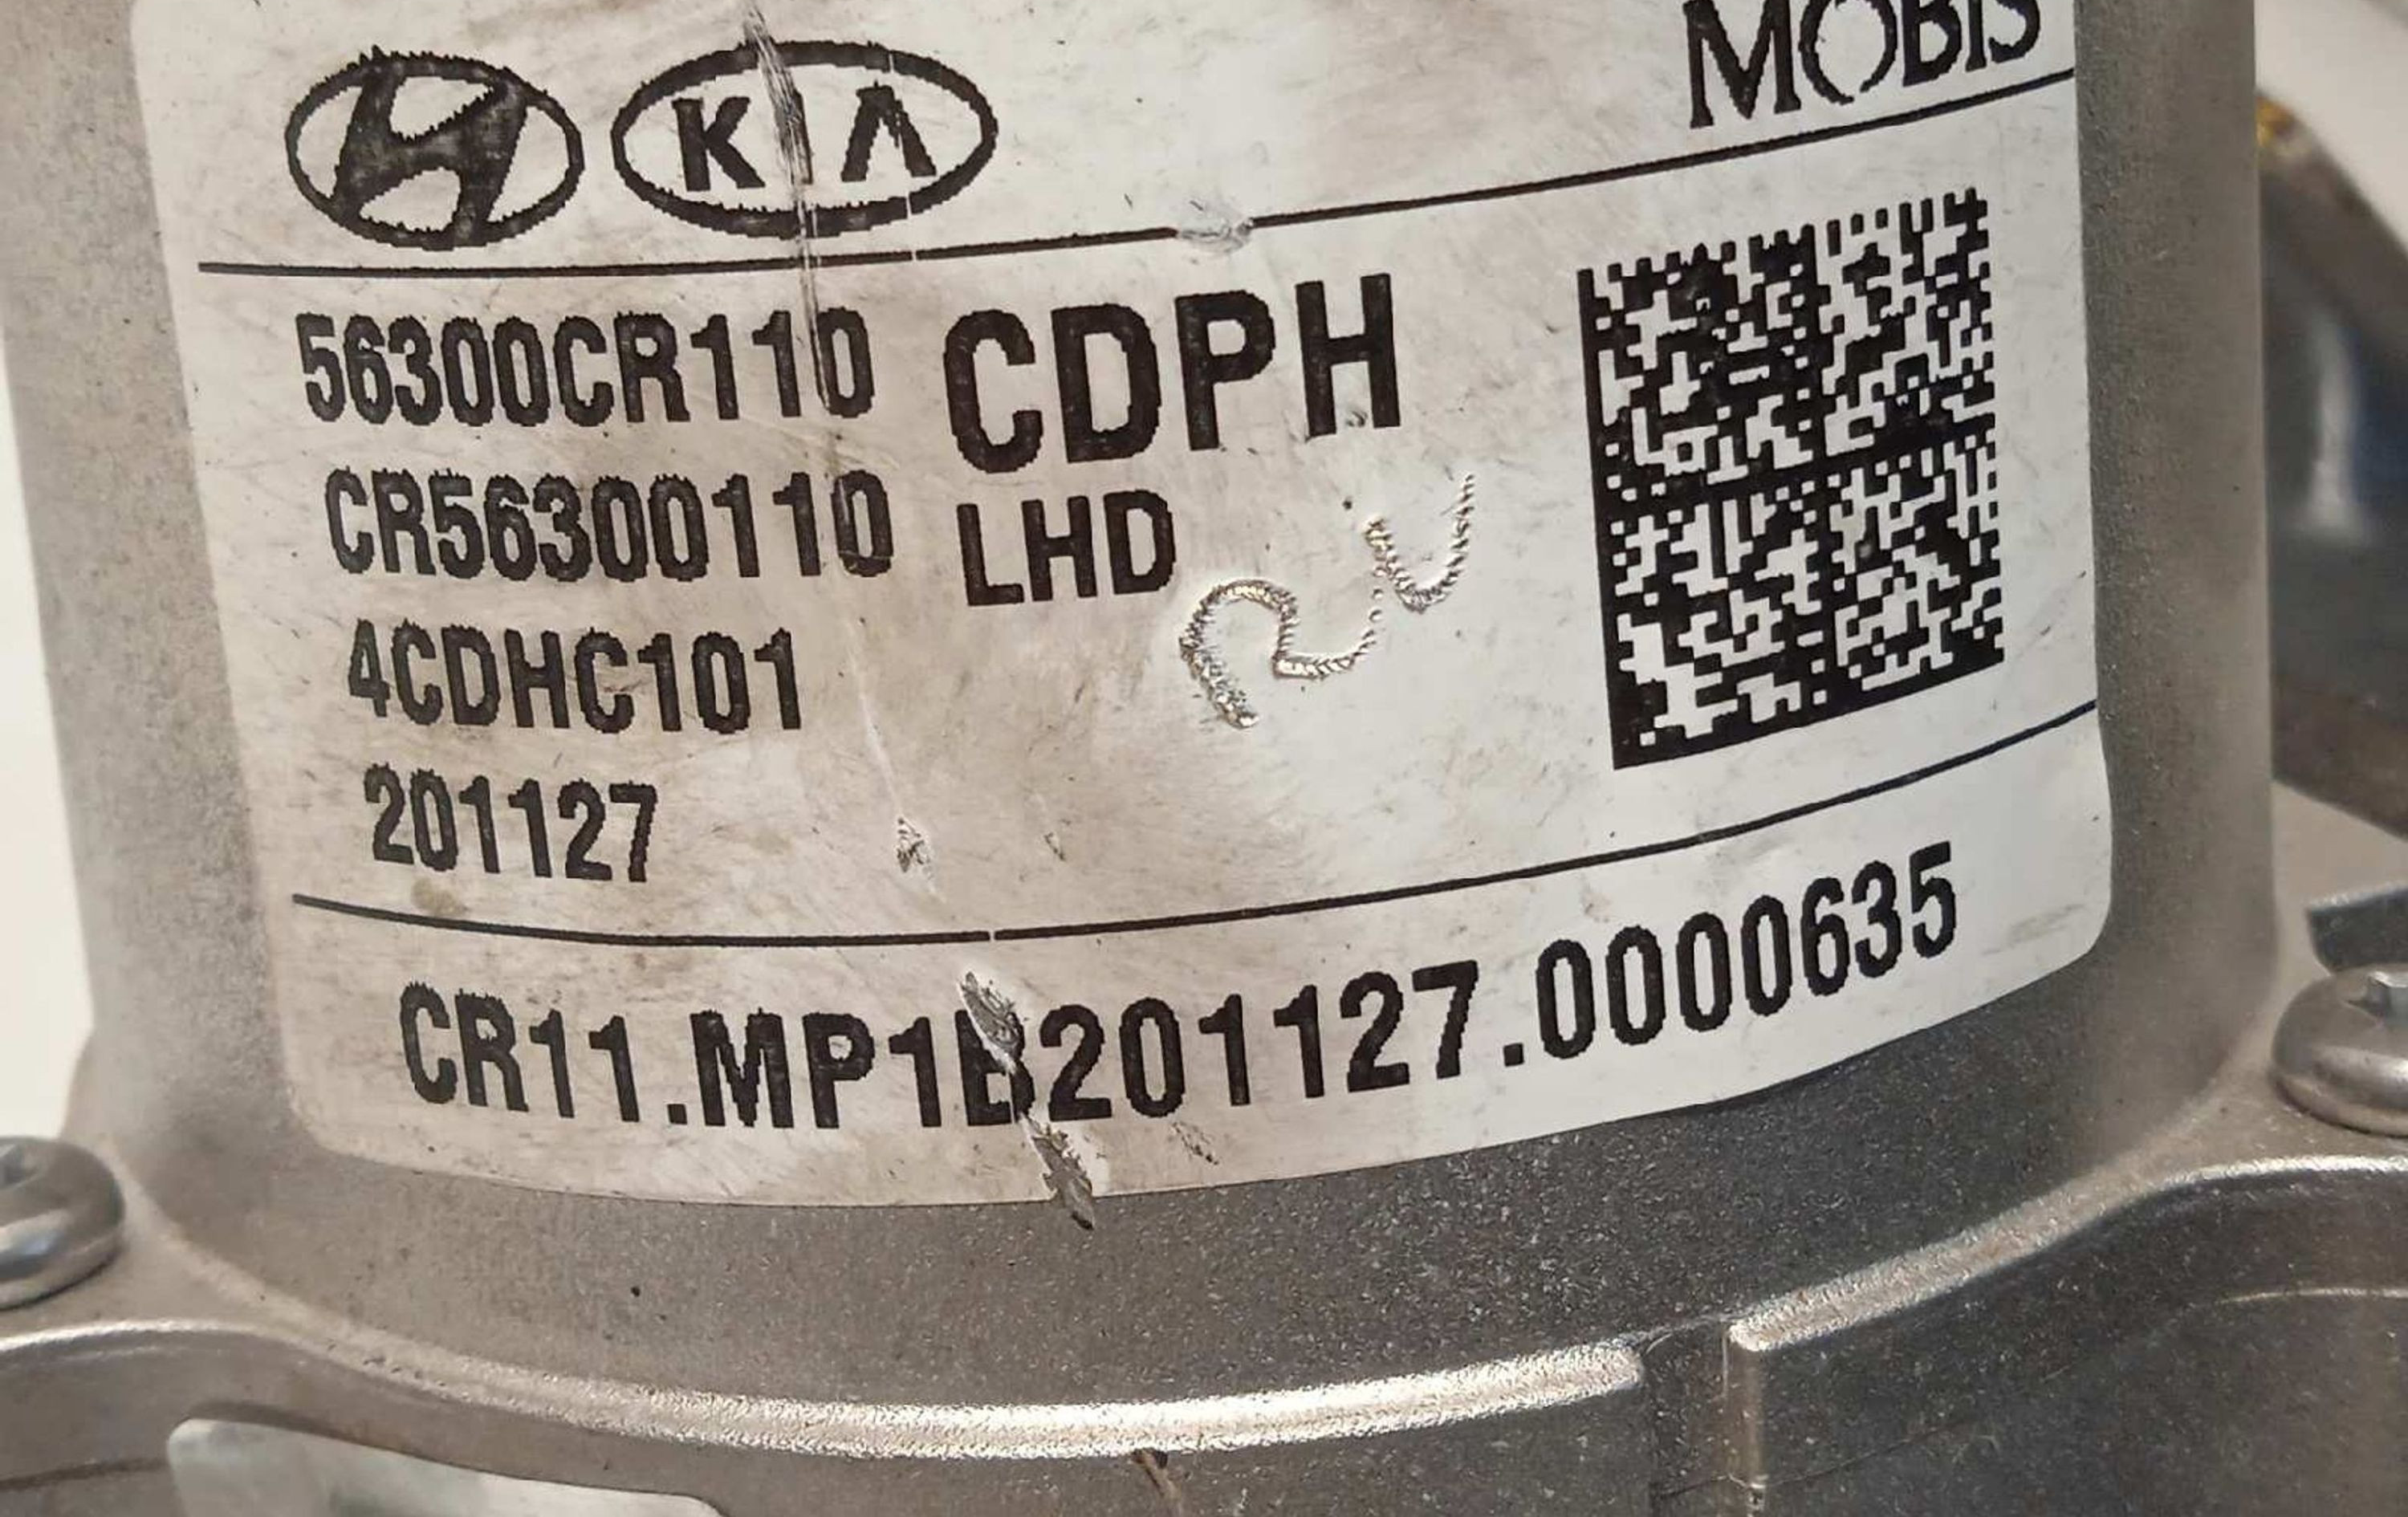 MOBIS
KIA
56300CR110 CDPH
CR56300110 LHD
4CDHC101
201127
CR11.MP1B201127.0000635